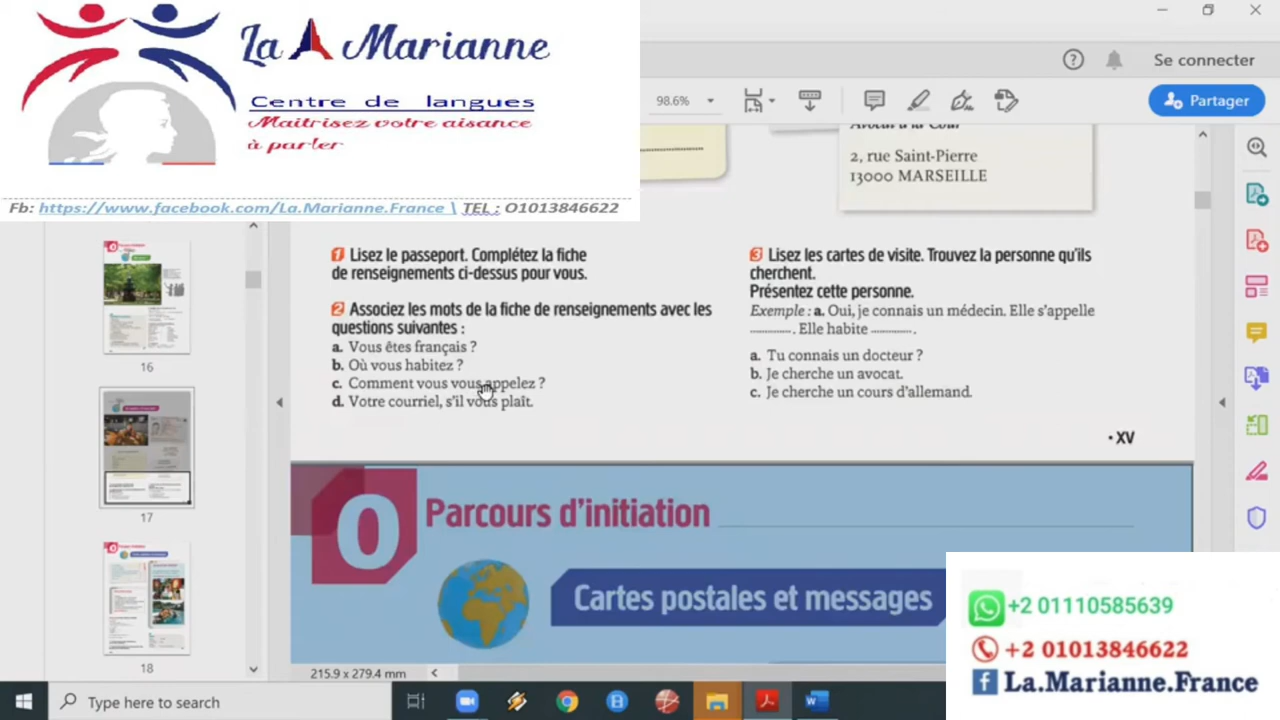 La Marianne
Centre de langues
Maîtrisez votre aisance
à parler
Fb: https://www.facebook.com/La.Marianne.France \ TEL : O1013846622
Se connecter
98.6%
Partager
Avocat à la Cour
2, rue Saint-Pierre
13000 MARSEILLE
16
17
18
1 Lisez le passeport. Complétez la fiche
de renseignements ci-dessus pour vous.
2 Associez les mots de la fiche de renseignements avec les
questions suivantes :
a. Vous êtes français ?
b. Où vous habitez ?
c. Comment vous vous appelez ?
d. Votre courriel, s'il vous plaît.
3 Lisez les cartes de visite. Trouvez la personne qu'ils
cherchent.
Présentez cette personne.
Exemple : a. Oui, je connais un médecin. Elle s'appelle
.............. . Elle habite .............. .
a. Tu connais un docteur ?
b. Je cherche un avocat.
c. Je cherche un cours d'allemand.
• XV
0 Parcours d'initiation
Cartes postales et messages
215.9 x 279.4 mm
+2 01110585639
+2 01013846622
La.Marianne.France
Type here to search